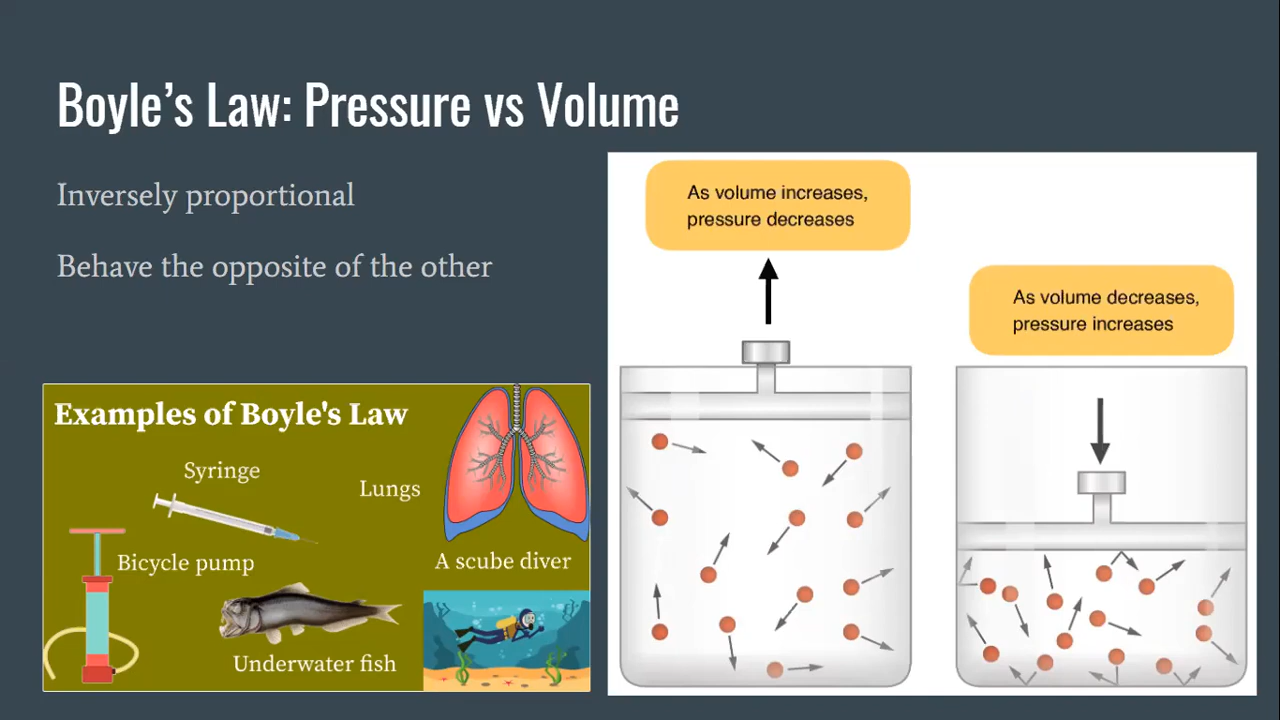 Boyle’s Law: Pressure vs Volume
Inversely proportional
Behave the opposite of the other
Examples of Boyle's Law
Syringe
Lungs
Bicycle pump
A scube diver
Underwater fish
As volume increases,
pressure decreases
As volume decreases,
pressure increases